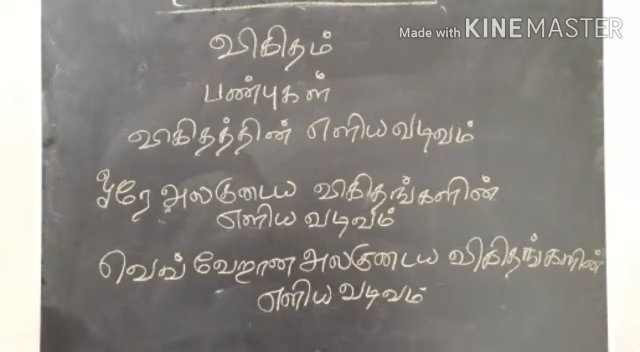 Made with KINEMASTER
விகிதம்
பண்புகள்
விகிதத்தின் எளிய வடிவம்
ஒரே அலகுடைய விகிதங்களின்
எளிய வடிவம்
வெவ்வேறான அலகுடைய விகிதங்களின்
எளிய வடிவம்